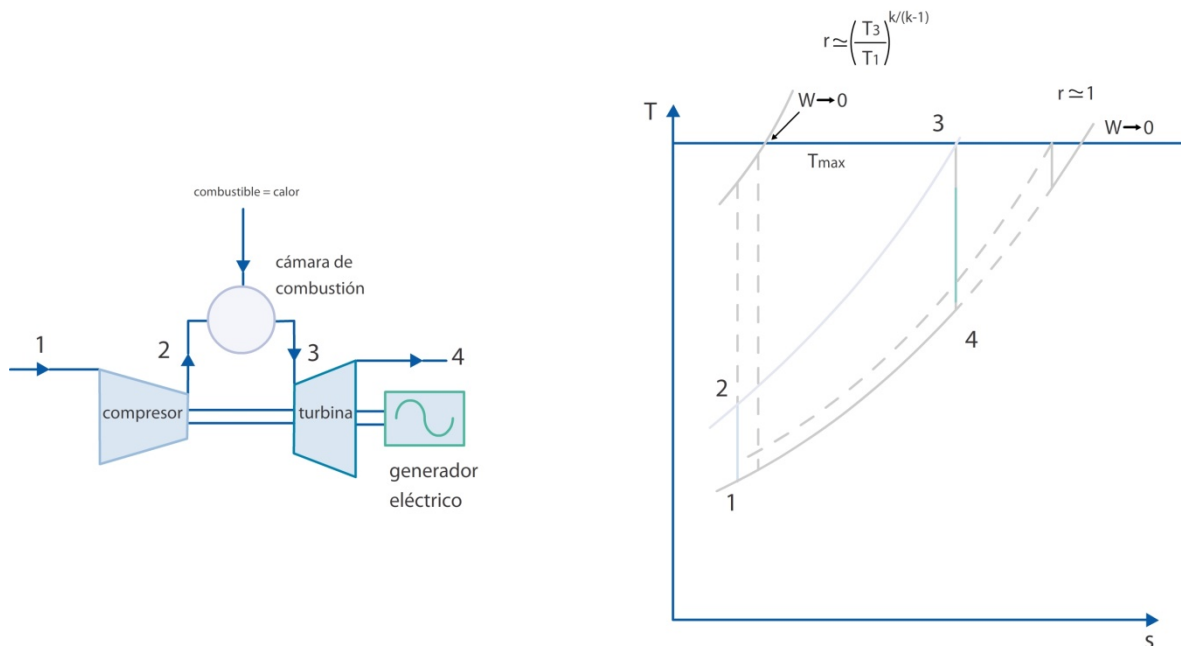 combustible = calor
cámara de
combustión
1
2
3
4
compresor
turbina
generador
eléctrico
r≃(T3/T1)^k/(k-1)
W→0
r≃1
T
3
W→0
Tmax
2
4
1
s